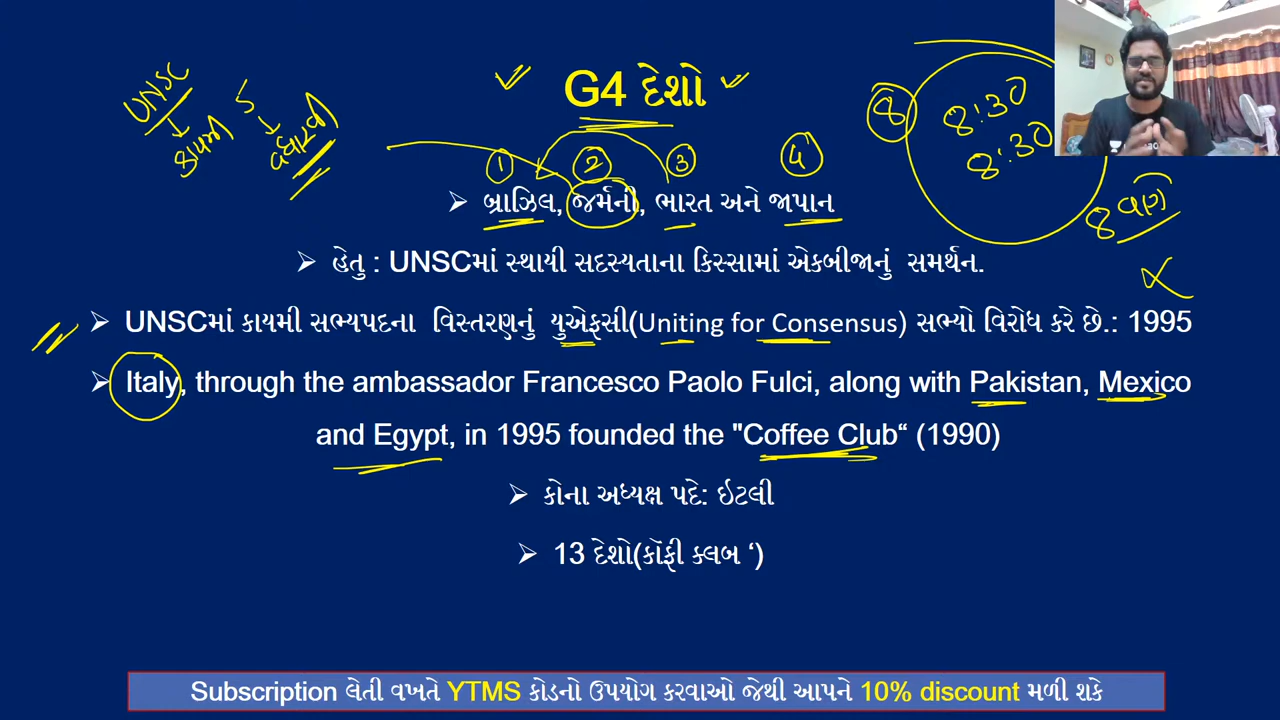 UNSC
કાયમી
5
વધારવી
G4 દેશો
8
8:30
8:30
8 વાગે
1 2 3 4
➢ બ્રાઝિલ, જર્મની, ભારત અને જાપાન
➢ હેતુ : UNSCમાં સ્થાયી સદસ્યતાના કિસ્સામાં એકબીજાનું સમર્થન.
➢ UNSCમાં કાયમી સભ્યપદના વિસ્તરણનું યુએફસી(Uniting for Consensus) સભ્યો વિરોધ કરે છે.: 1995
➢ Italy, through the ambassador Francesco Paolo Fulci, along with Pakistan, Mexico
and Egypt, in 1995 founded the "Coffee Club“ (1990)
➢ કોના અધ્યક્ષ પદે: ઇટલી
➢ 13 દેશો(કૉફી ક્લબ ‘)
Subscription લેતી વખતે YTMS કોડનો ઉપયોગ કરવાઓ જેથી આપને 10% discount મળી શકે